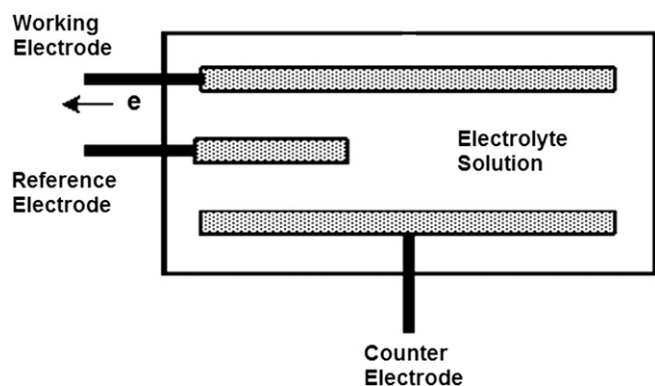 Working
Electrode
e
Reference
Electrode
Electrolyte
Solution
Counter
Electrode